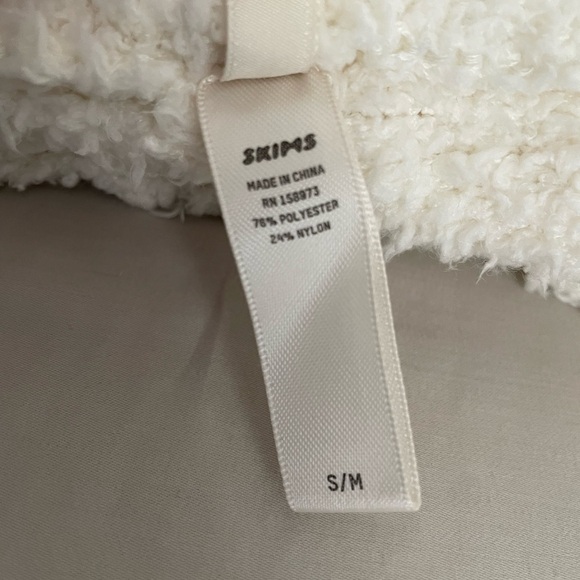 SKIMS
MADE IN CHINA
RN 158973
76% POLYESTER
24% NYLON
S/M